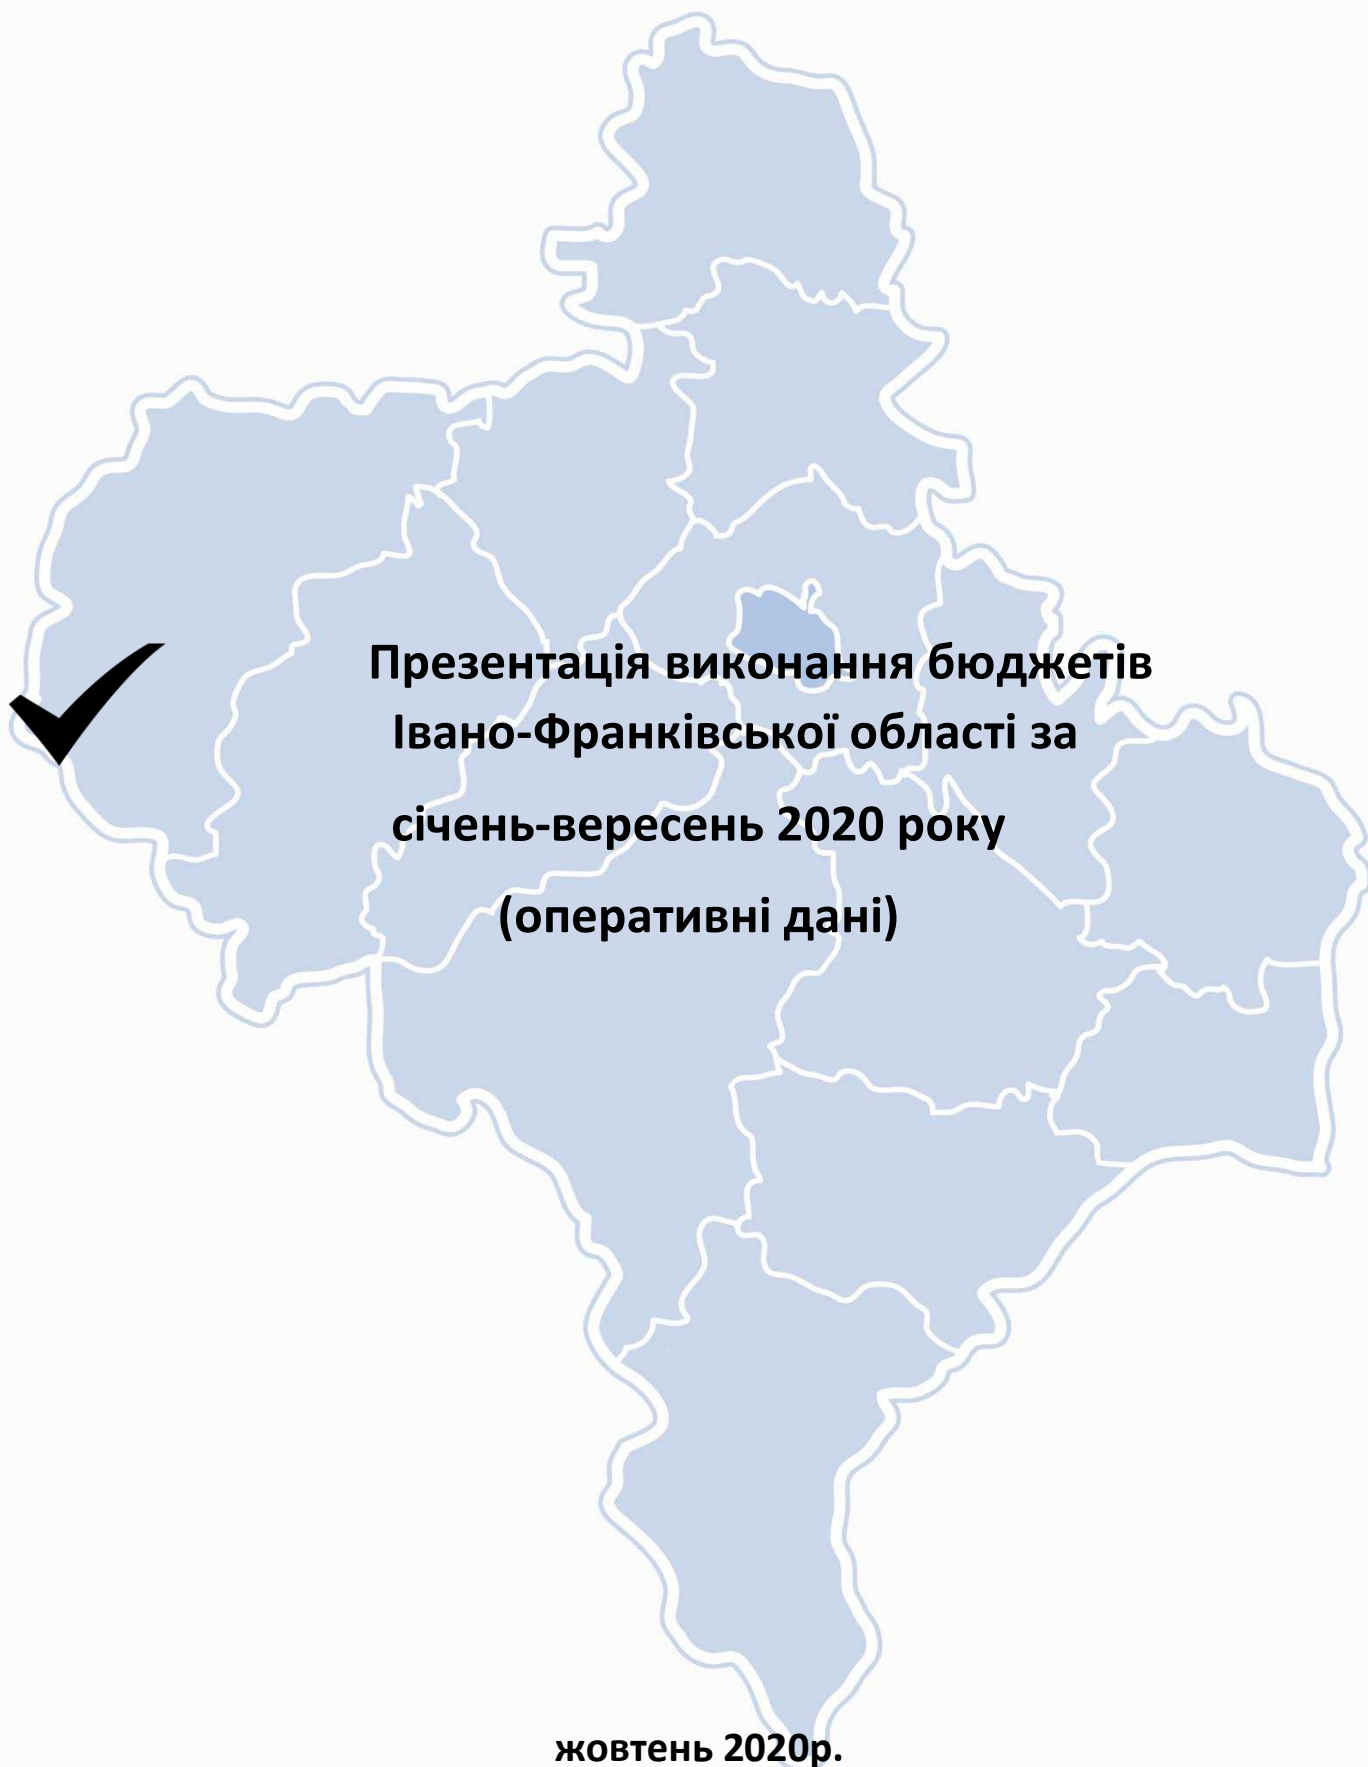 Презентація виконання бюджетів
Івано-Франківської області за
січень-вересень 2020 року
(оперативні дані)
жовтень 2020р.